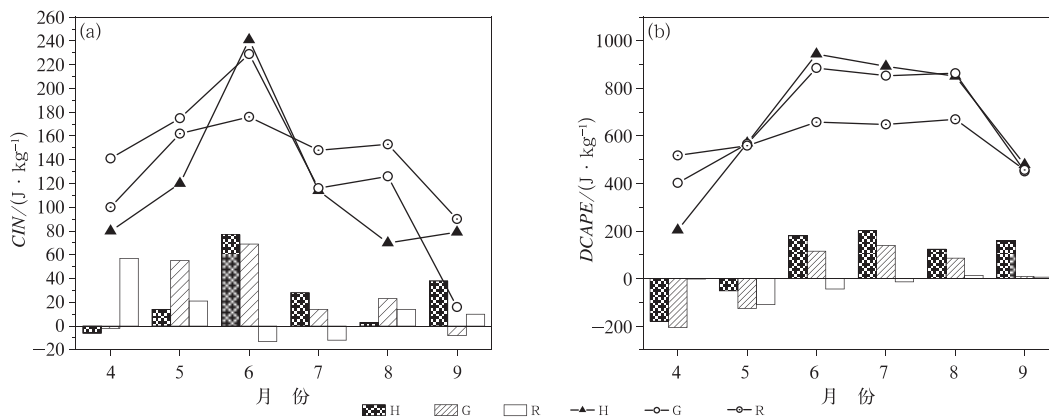 (a)
CIN/(J · kg⁻¹)
260
240
220
200
180
160
140
120
100
80
60
40
20
0
−20
4 5 6 7 8 9
月 份
(b)
DCAPE/(J · kg⁻¹)
1000
800
600
400
200
0
−200
4 5 6 7 8 9
月 份
H G R H G R